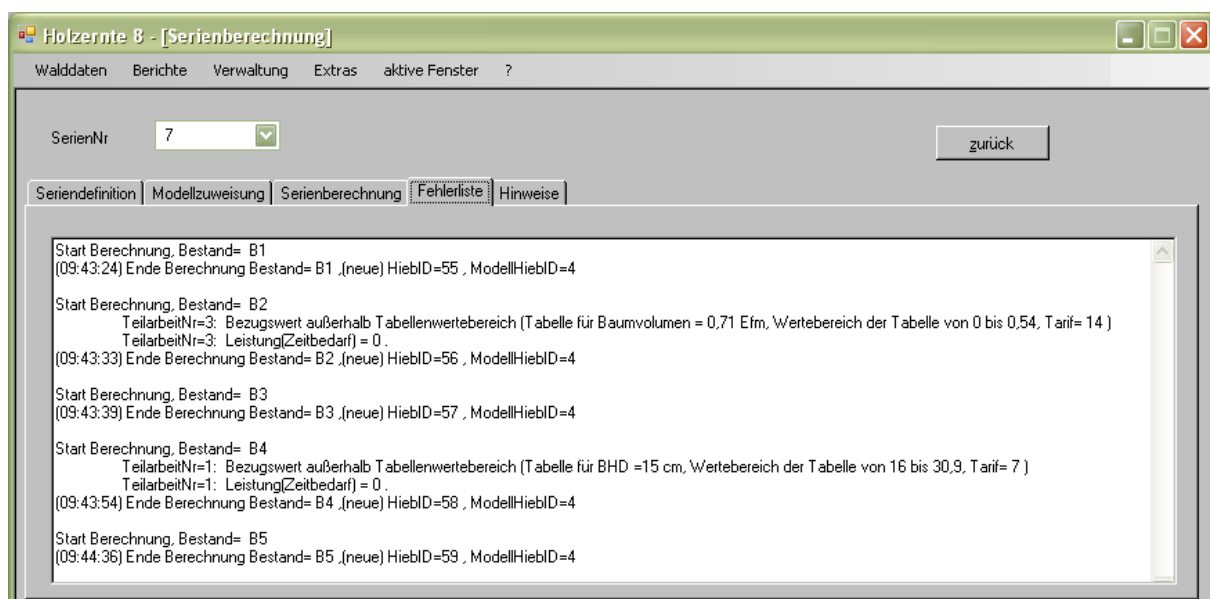 Holzernte 8 - [Serienberechnung]
Walddaten Berichte Verwaltung Extras aktive Fenster ?
SerienNr 7 zurück
Seriendefinition Modellzuweisung Serienberechnung Fehlerliste Hinweise
Start Berechnung, Bestand= B1
(09:43:24) Ende Berechnung Bestand= B1 ,(neue) HiebID=55 , ModellHiebID=4
Start Berechnung, Bestand= B2
TeilarbeitNr=3: Bezugswert außerhalb Tabellenwertebereich (Tabelle für Baumvolumen = 0,71 Efm, Wertebereich der Tabelle von 0 bis 0,54, Tarif= 14 )
TeilarbeitNr=3: Leistung(Zeitbedarf) = 0 .
(09:43:33) Ende Berechnung Bestand= B2 ,(neue) HiebID=56 , ModellHiebID=4
Start Berechnung, Bestand= B3
(09:43:39) Ende Berechnung Bestand= B3 ,(neue) HiebID=57 , ModellHiebID=4
Start Berechnung, Bestand= B4
TeilarbeitNr=1: Bezugswert außerhalb Tabellenwertebereich (Tabelle für BHD =15 cm, Wertebereich der Tabelle von 16 bis 30,9, Tarif= 7 )
TeilarbeitNr=1: Leistung(Zeitbedarf) = 0 .
(09:43:54) Ende Berechnung Bestand= B4 ,(neue) HiebID=58 , ModellHiebID=4
Start Berechnung, Bestand= B5
(09:44:36) Ende Berechnung Bestand= B5 ,(neue) HiebID=59 , ModellHiebID=4